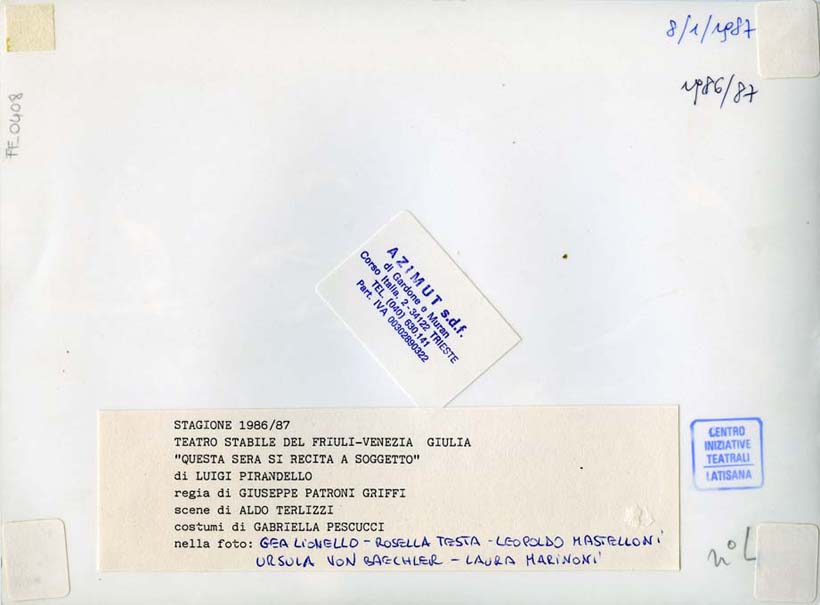 8/1/1987
1986/87
FF_0408
AZIMUT s.d.f.
di Gardone e Muran
Corso Italia, 2 - 34122 TRIESTE
TEL. (040) 630.141
Part. IVA 00302890322
STAGIONE 1986/87
TEATRO STABILE DEL FRIULI-VENEZIA GIULIA
"QUESTA SERA SI RECITA A SOGGETTO"
di LUIGI PIRANDELLO
regia di GIUSEPPE PATRONI GRIFFI
scene di ALDO TERLIZZI
costumi di GABRIELLA PESCUCCI
nella foto: GEA LIONELLO - ROSELLA TESTA - LEOPOLDO MASTELLONI
URSULA VON BAECHLER - LAURA MARINONI
CENTRO
INIZIATIVE
TEATRALI
LATISANA